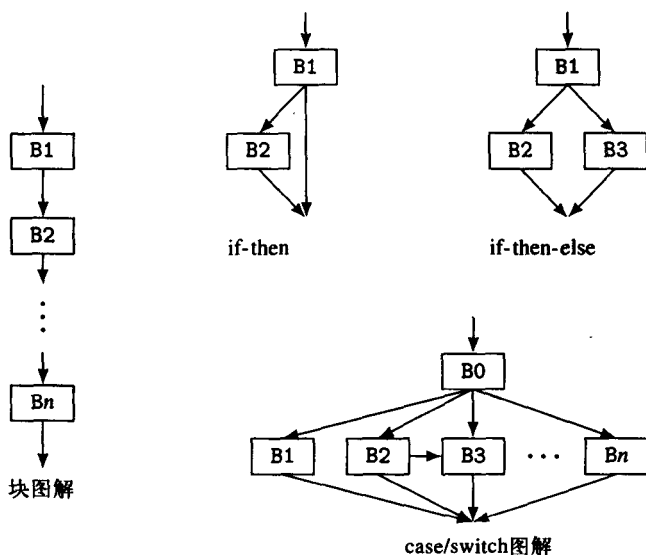 B1
B2
Bn
块图解
B1
B2
if-then
B1
B2
B3
if-then-else
B0
B1
B2
B3
Bn
case/switch图解